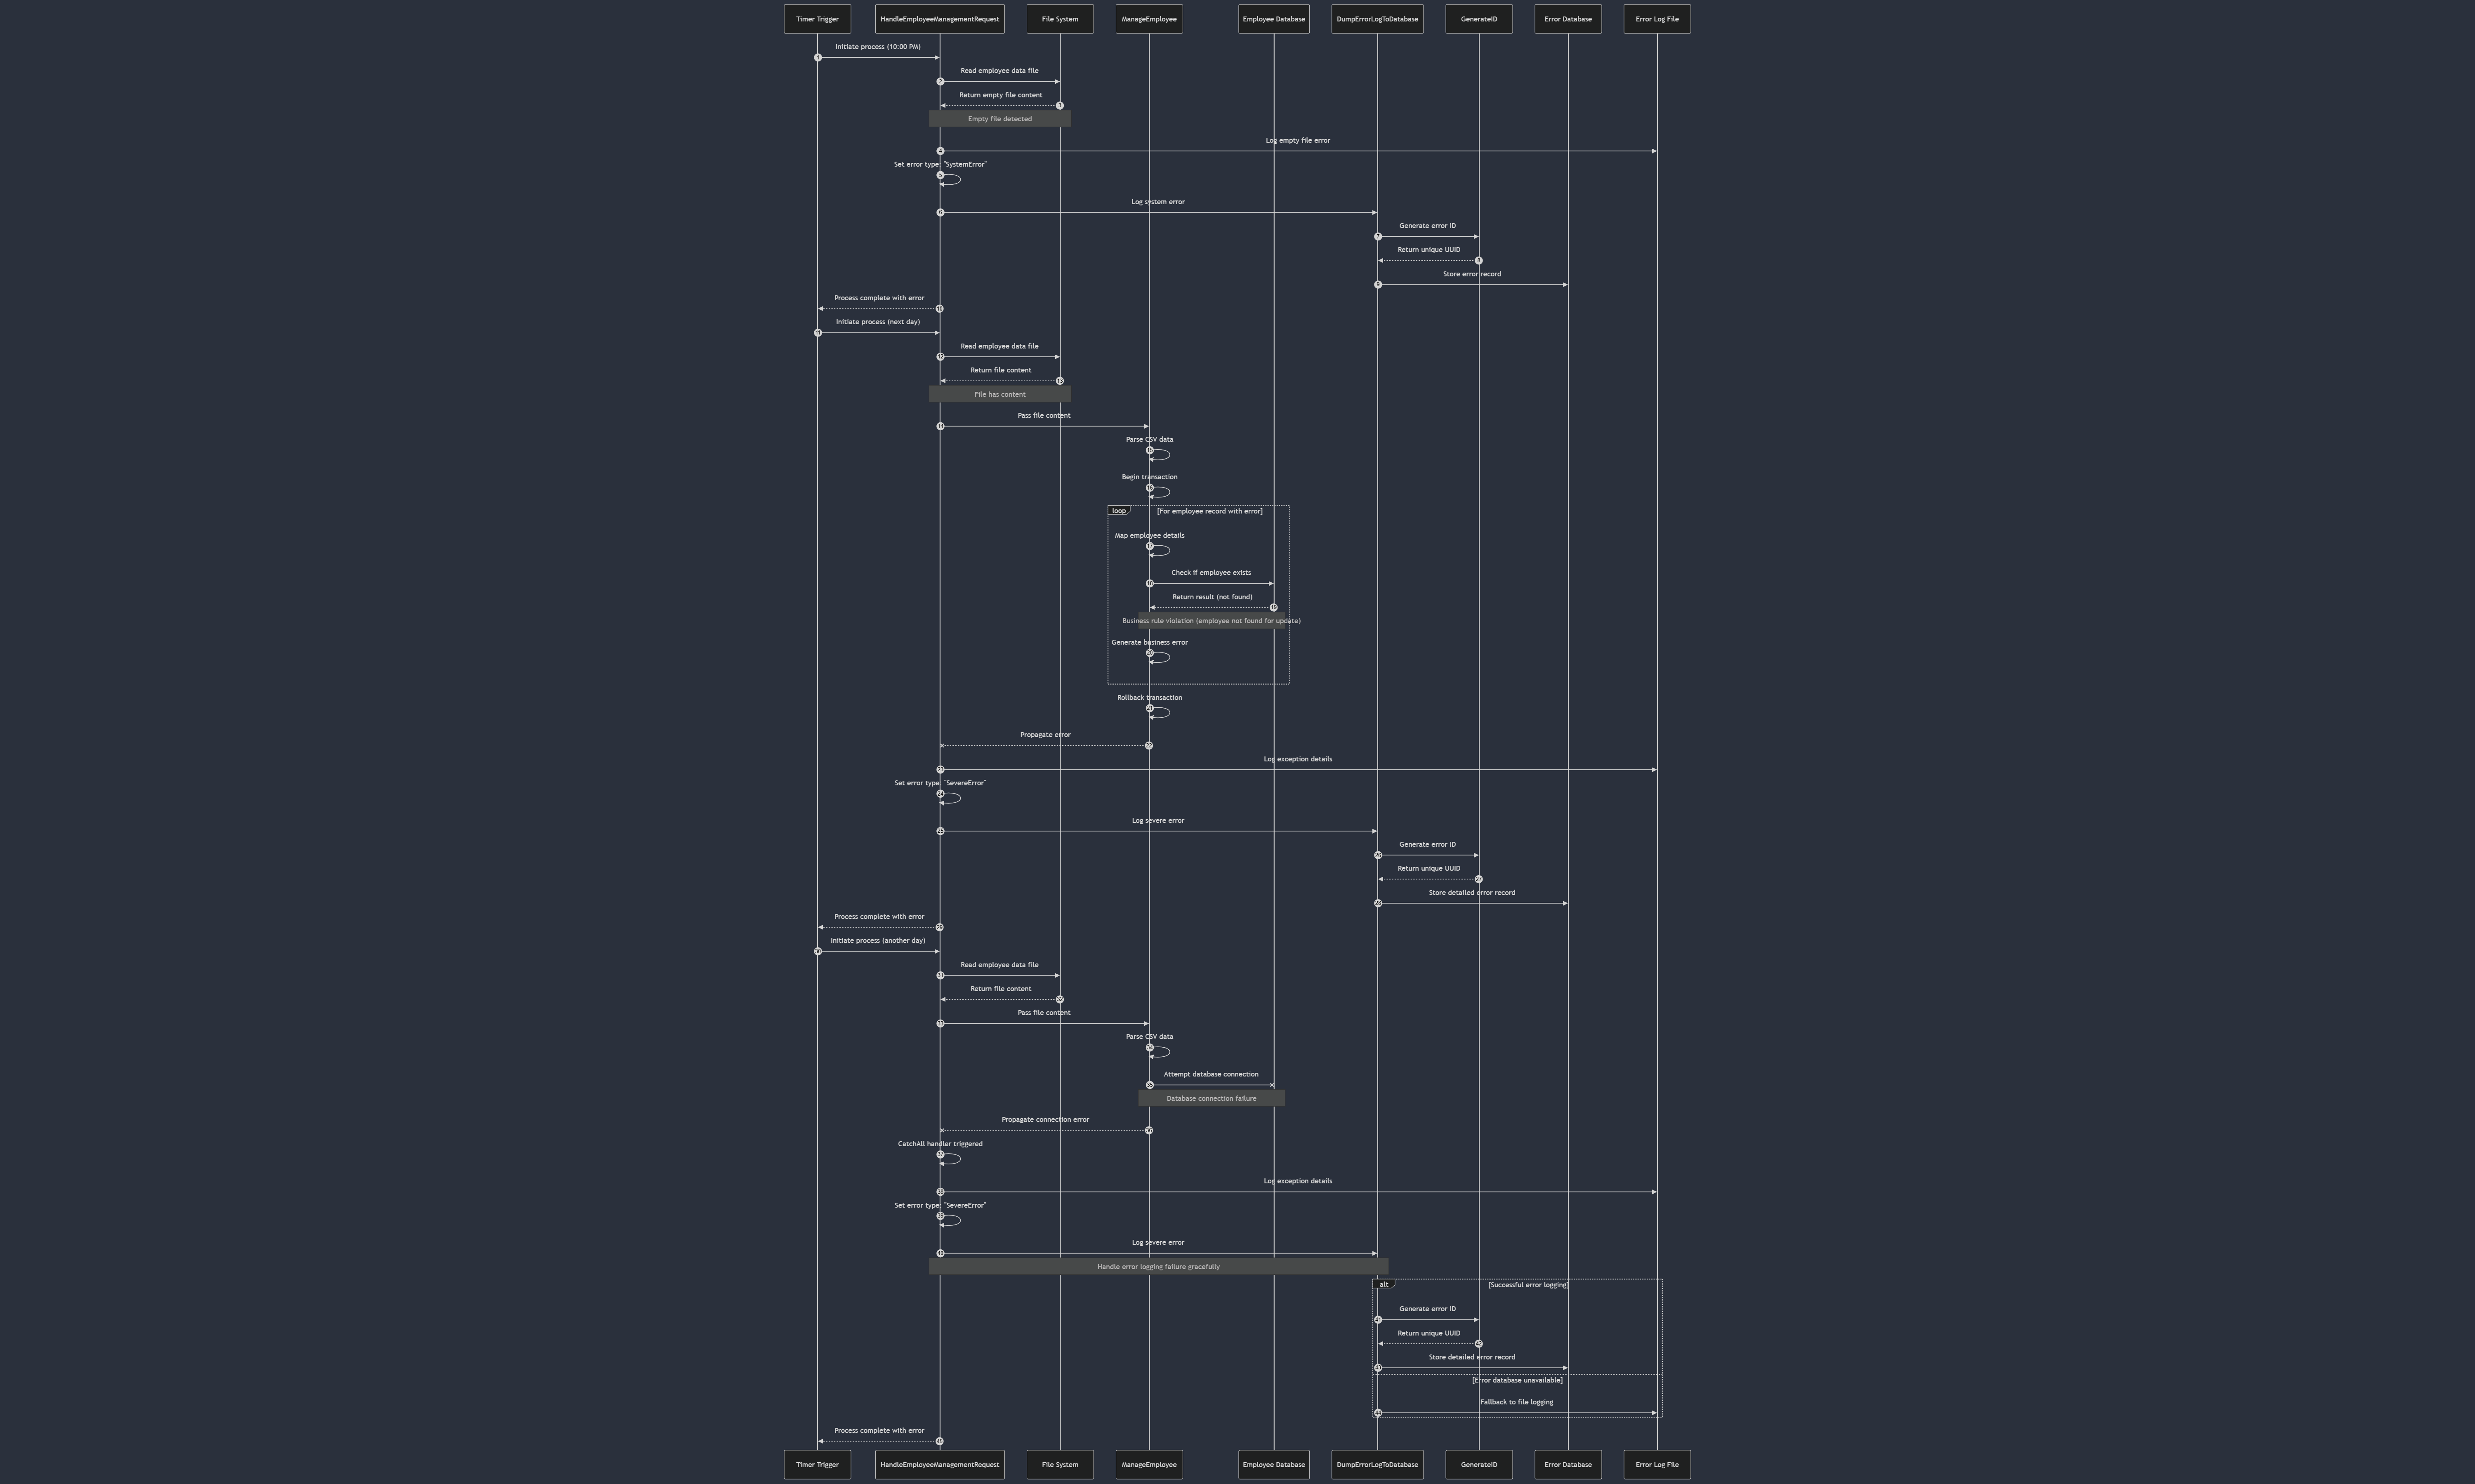 Timer Trigger
HandleEmployeeManagementRequest
File System
ManageEmployee
Employee Database
DumpErrorLogToDatabase
GenerateID
Error Database
Error Log File
Initiate process (10:00 PM)
1
Read employee data file
2
Return empty file content
3
Empty file detected
Log empty file error
4
Set error type: "SystemError"
5
Log system error
6
Generate error ID
7
Return unique UUID
8
Store error record
9
Process complete with error
10
Initiate process (next day)
11
Read employee data file
12
Return file content
13
File has content
Pass file content
14
Parse CSV data
15
Begin transaction
16
loop
[For employee record with error]
Map employee details
17
Check if employee exists
18
Return result (not found)
19
Business rule violation (employee not found for update)
Generate business error
20
Rollback transaction
21
Propagate error
22
Log exception details
23
Set error type: "SevereError"
24
Log severe error
25
Generate error ID
26
Return unique UUID
27
Store detailed error record
28
Process complete with error
29
Initiate process (another day)
30
Read employee data file
31
Return file content
32
Pass file content
33
Parse CSV data
34
Attempt database connection
35
Database connection failure
Propagate connection error
36
CatchAll handler triggered
37
Log exception details
38
Set error type: "SevereError"
39
Log severe error
40
Handle error logging failure gracefully
alt
[Successful error logging]
Generate error ID
41
Return unique UUID
42
Store detailed error record
43
[Error database unavailable]
Fallback to file logging
44
Process complete with error
45
Timer Trigger
HandleEmployeeManagementRequest
File System
ManageEmployee
Employee Database
DumpErrorLogToDatabase
GenerateID
Error Database
Error Log File